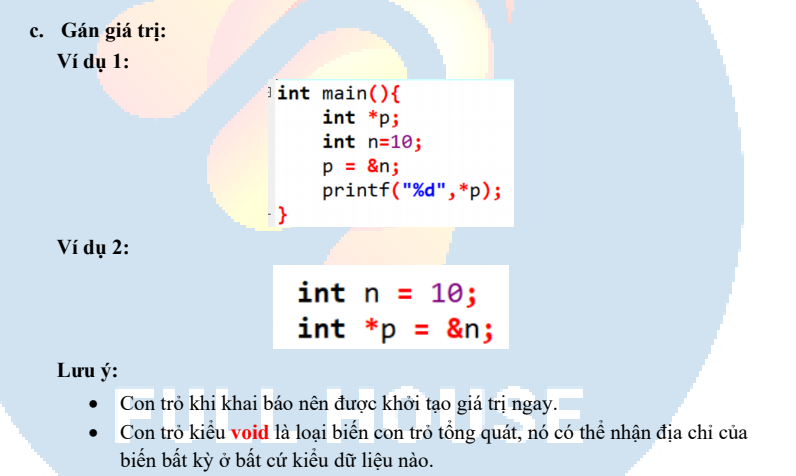 c. Gán giá trị:
Ví dụ 1:
int main(){
int *p;
int n=10;
p = &n;
printf("%d",*p);
}
Ví dụ 2:
int n = 10;
int *p = &n;
Lưu ý:
FULL HOUSE
• Con trỏ khi khai báo nên được khởi tạo giá trị ngay.
• Con trỏ kiểu void là loại biến con trỏ tổng quát, nó có thể nhận địa chỉ của
biến bất kỳ ở bất cứ kiểu dữ liệu nào.